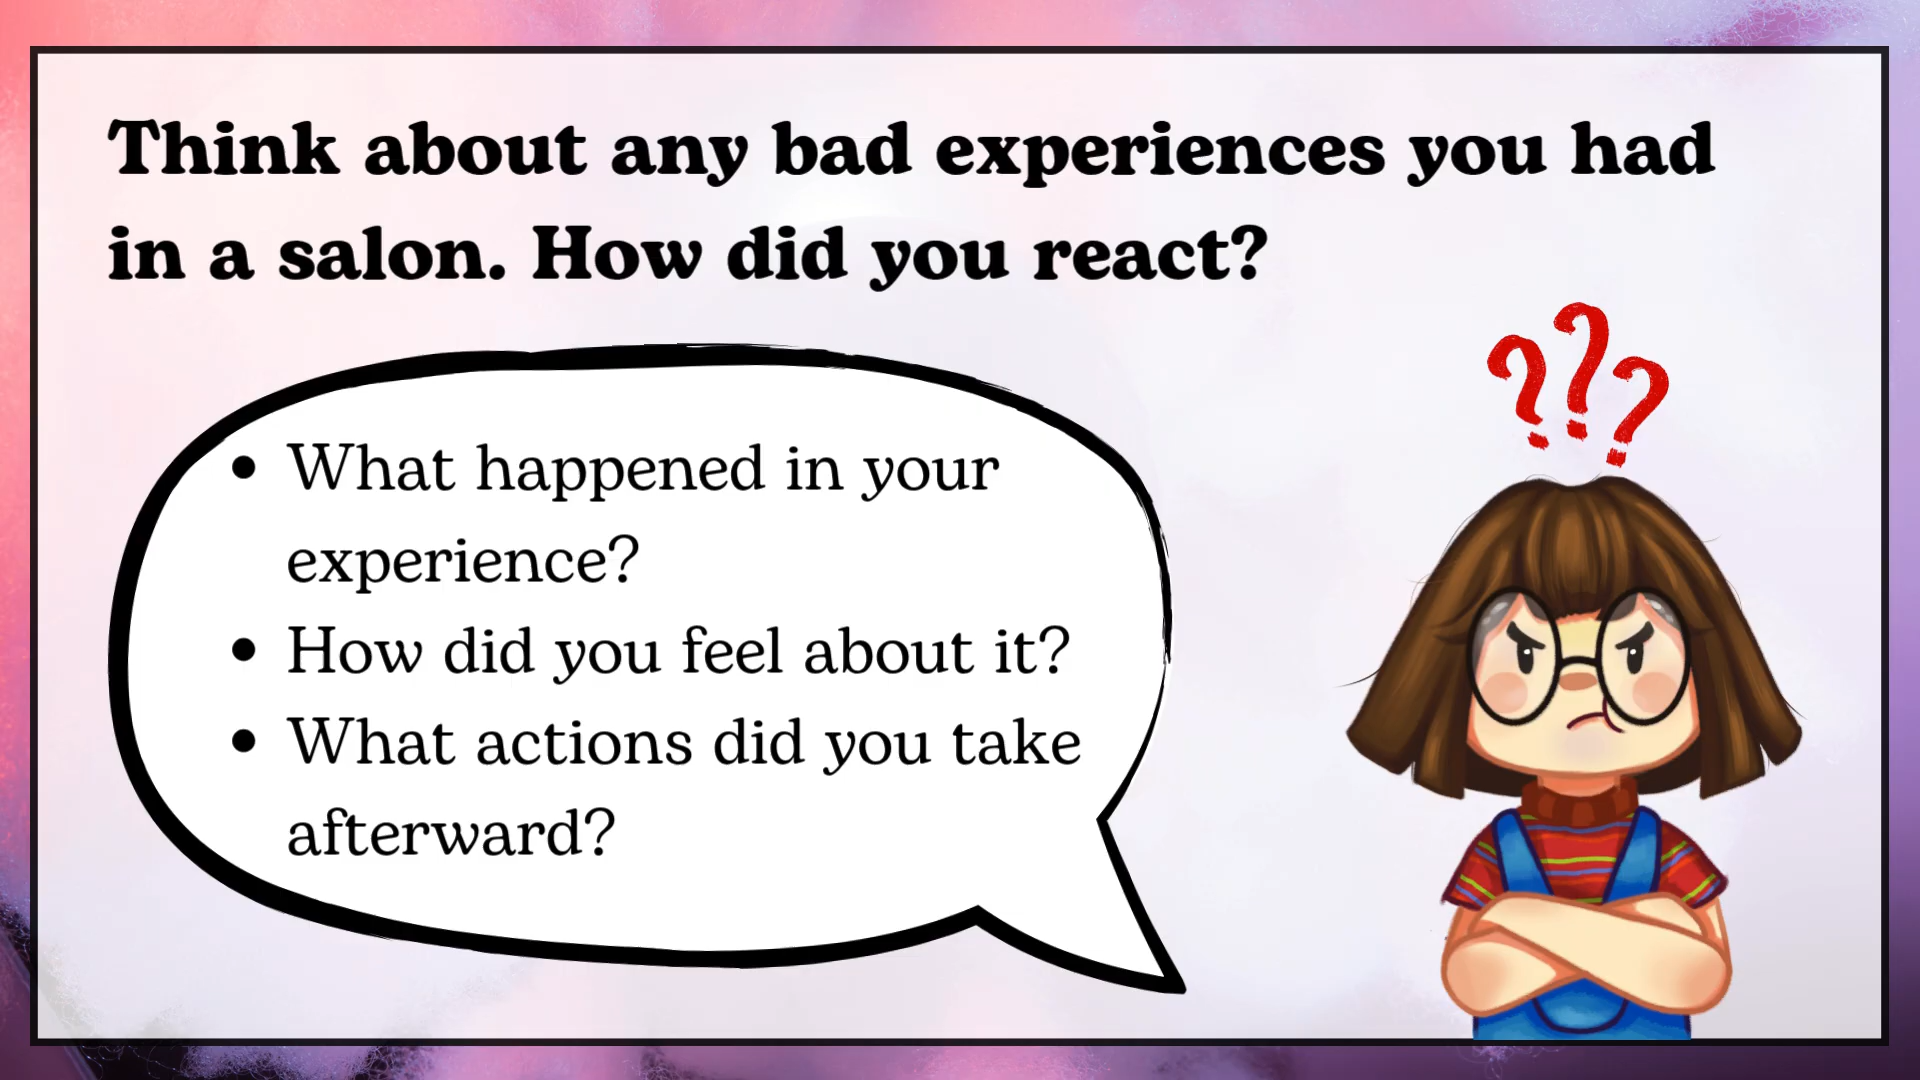 Think about any bad experiences you had
in a salon. How did you react?
???
• What happened in your
experience?
• How did you feel about it?
• What actions did you take
afterward?